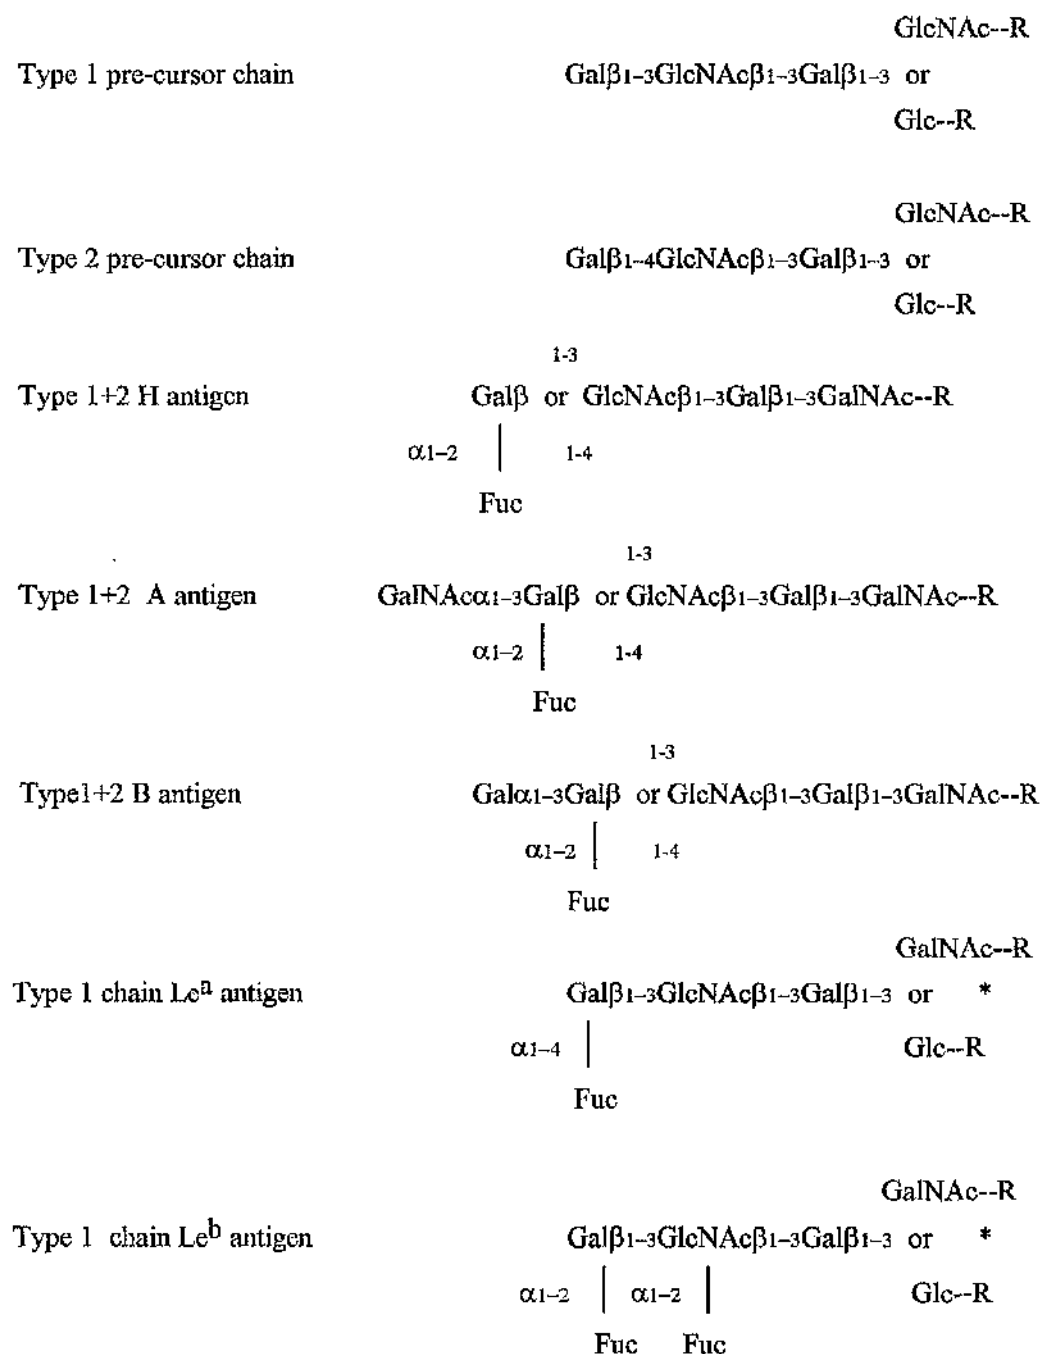 GlcNAc--R
Type 1 pre-cursor chain Galβ1-3GlcNAcβ1-3Galβ1-3 or
Glc--R
GlcNAc--R
Type 2 pre-cursor chain Galβ1-4GlcNAcβ1-3Galβ1-3 or
Glc--R
1-3
Type 1+2 H antigen Galβ or GlcNAcβ1-3Galβ1-3GalNAc--R
α1-2 1-4
Fuc
1-3
Type 1+2 A antigen GalNAcα1-3Galβ or GlcNAcβ1-3Galβ1-3GalNAc--R
α1-2 1-4
Fuc
1-3
Type1+2 B antigen Galα1-3Galβ or GlcNAcβ1-3Galβ1-3GalNAc--R
α1-2 1-4
Fuc
GalNAc--R
Type 1 chain Leᵃ antigen Galβ1-3GlcNAcβ1-3Galβ1-3 or *
α1-4 Glc--R
Fuc
GalNAc--R
Type 1 chain Leᵇ antigen Galβ1-3GlcNAcβ1-3Galβ1-3 or *
α1-2 α1-2 Glc--R
Fuc Fuc